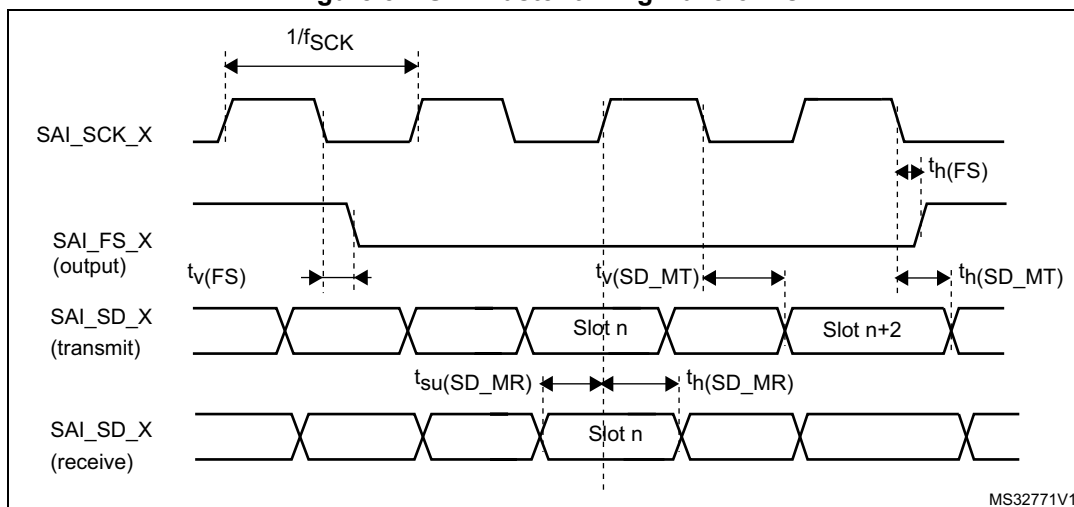 1/fSCK
SAI_SCK_X
th(FS)
SAI_FS_X
(output)
tv(FS)
tv(SD_MT)
th(SD_MT)
SAI_SD_X
(transmit)
Slot n
Slot n+2
tsu(SD_MR)
th(SD_MR)
SAI_SD_X
(receive)
Slot n
MS32771V1